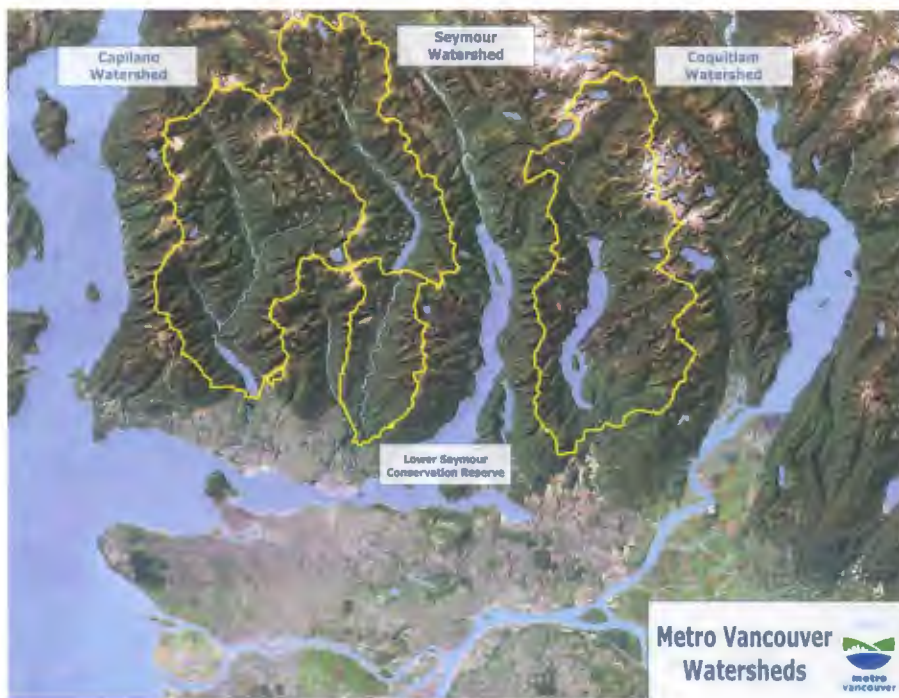 Capilano
Watershed
Seymour
Watershed
Coquitlam
Watershed
Lower Seymour
Conservation Reserve
Metro Vancouver
Watersheds
metro
vancouver